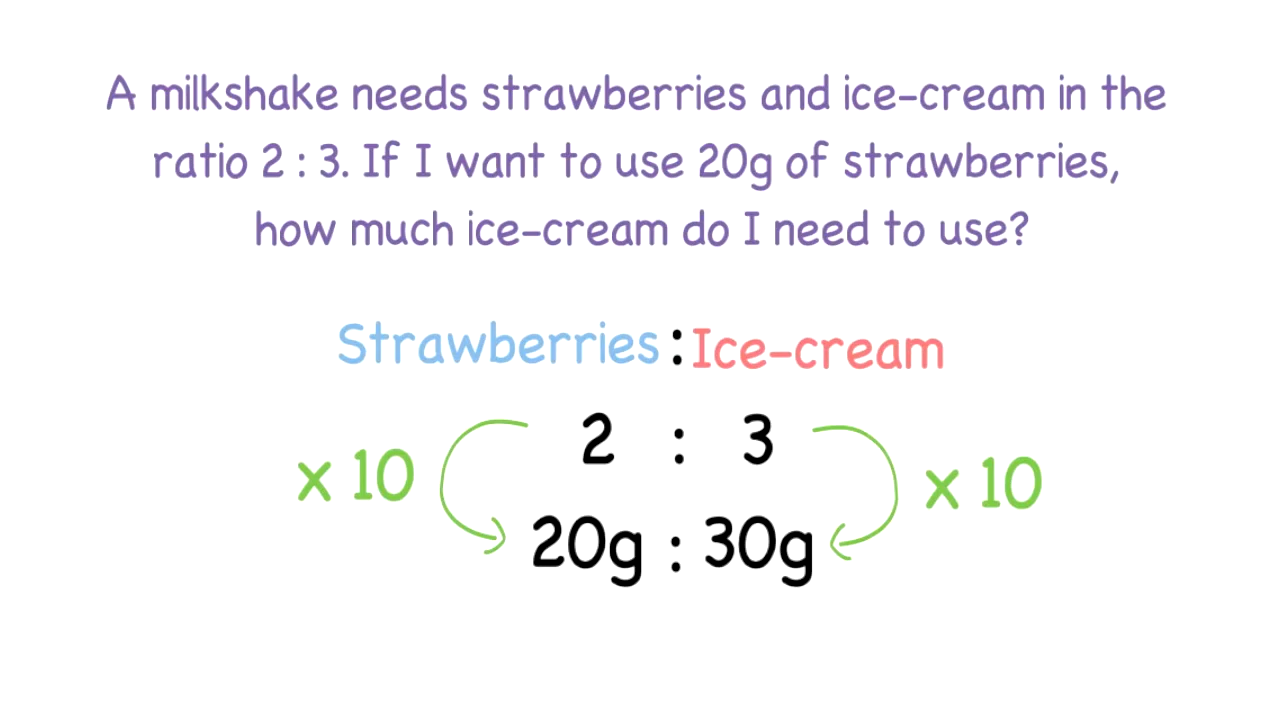 A milkshake needs strawberries and ice-cream in the
ratio 2 : 3. If I want to use 20g of strawberries,
how much ice-cream do I need to use?
Strawberries : Ice-cream
2 : 3
x 10 x 10
20g : 30g